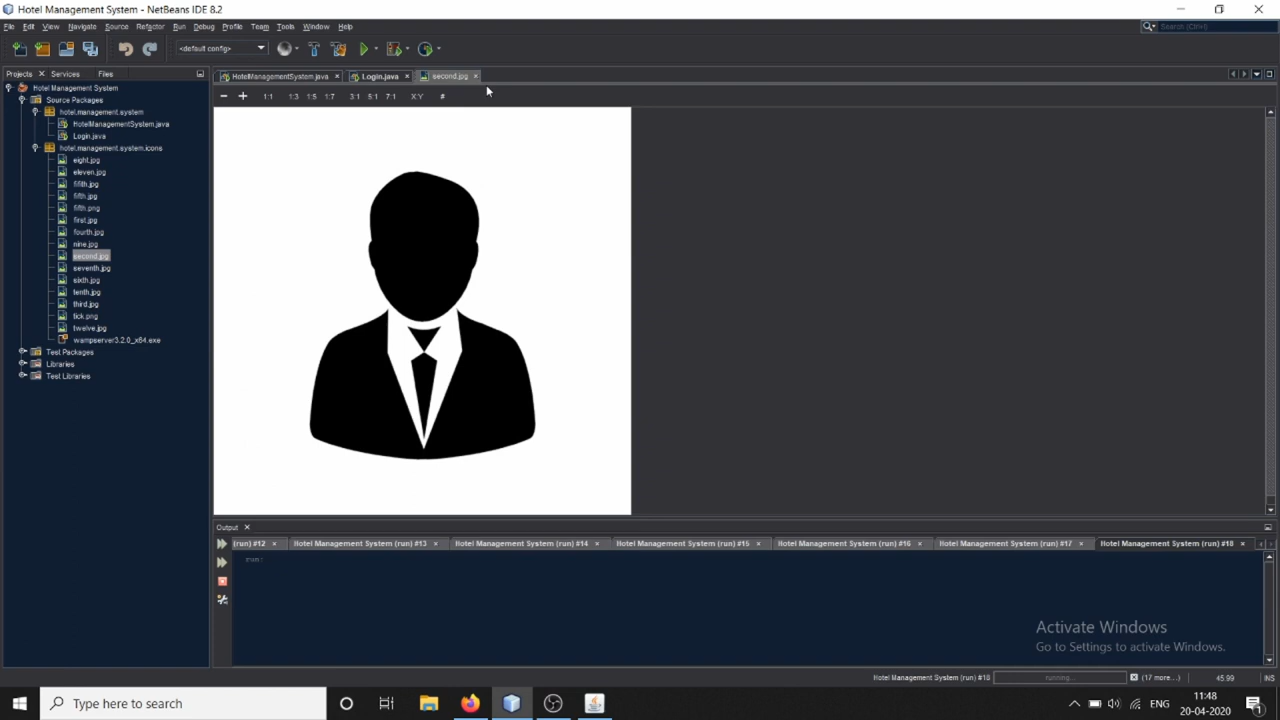 Hotel Management System - NetBeans IDE 8.2
File Edit View Navigate Source Refactor Run Debug Profile Team Tools Window Help
Search (Ctrl+I)
<default config>
Projects Services Files
HotelManagementSystem.java Login.java second.jpg
1:1 1:3 1:5 1:7 3:1 5:1 7:1 X:Y #
Hotel Management System
Source Packages
hotel.management.system
HotelManagementSystem.java
Login.java
hotel.management.system.icons
eight.jpg
eleven.jpg
fifith.jpg
fifth.jpg
fifth.png
first.jpg
fourth.jpg
nine.jpg
second.jpg
seventh.jpg
sixth.jpg
tenth.jpg
third.jpg
tick.png
twelve.jpg
wampserver3.2.0_x64.exe
Test Packages
Libraries
Test Libraries
Output
(run) #12 Hotel Management System (run) #13 Hotel Management System (run) #14 Hotel Management System (run) #15 Hotel Management System (run) #16 Hotel Management System (run) #17 Hotel Management System (run) #18
run:
Activate Windows
Go to Settings to activate Windows.
Hotel Management System (run) #18 running... (17 more...) 45:99 INS
Type here to search
ENG
11:48
20-04-2020
1